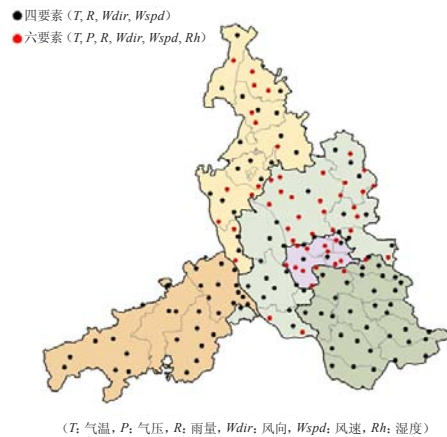 ●四要素（T, R, Wdir, Wspd）
●六要素（T, P, R, Wdir, Wspd, Rh）
（T：气温，P：气压，R：雨量，Wdir：风向，Wspd：风速，Rh：湿度）